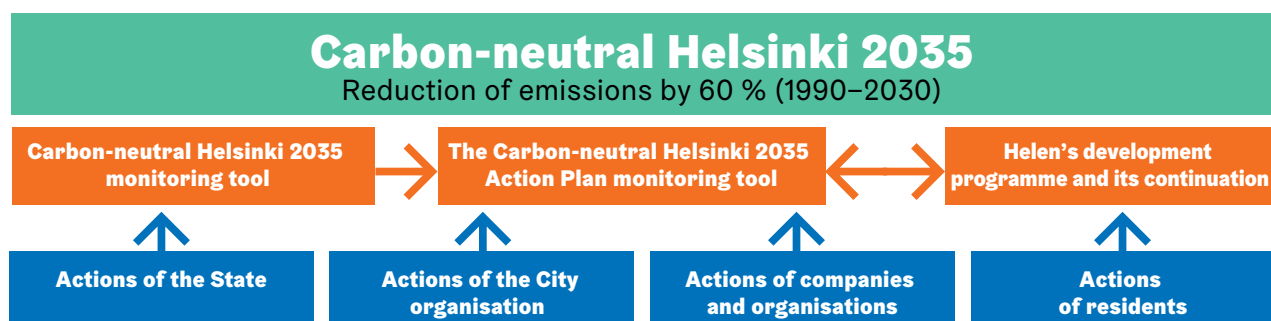 Carbon-neutral Helsinki 2035
Reduction of emissions by 60 % (1990–2030)
Carbon-neutral Helsinki 2035
monitoring tool
The Carbon-neutral Helsinki 2035
Action Plan monitoring tool
Helen's development
programme and its continuation
Actions of the State
Actions of the City
organisation
Actions of companies
and organisations
Actions
of residents